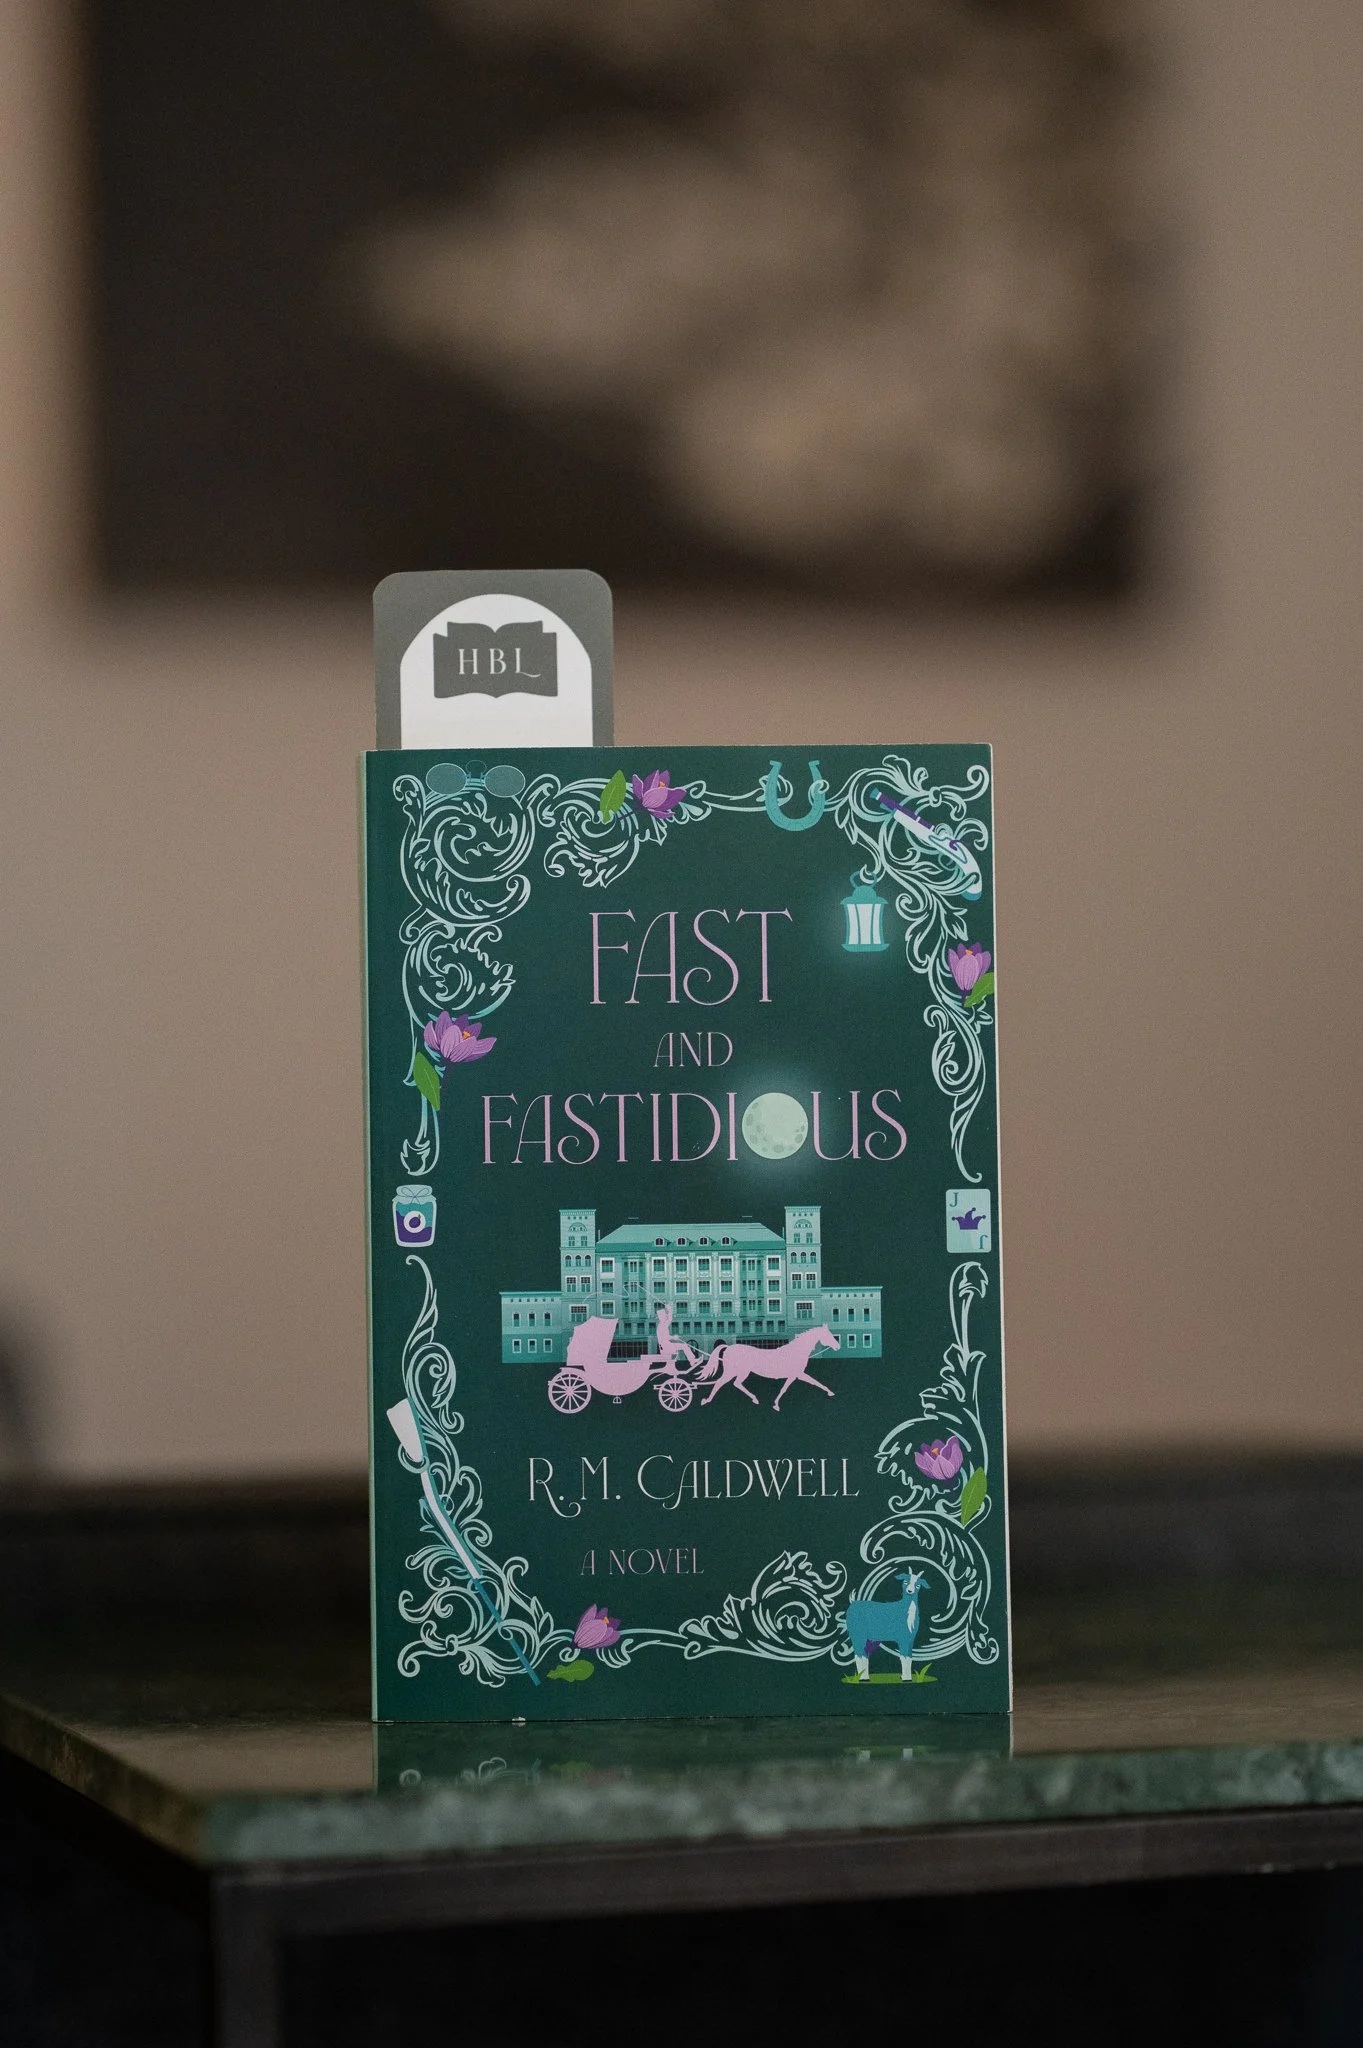 HBL
FAST
AND
FASTIDIOUS
J
J
R. M. CALDWELL
A NOVEL